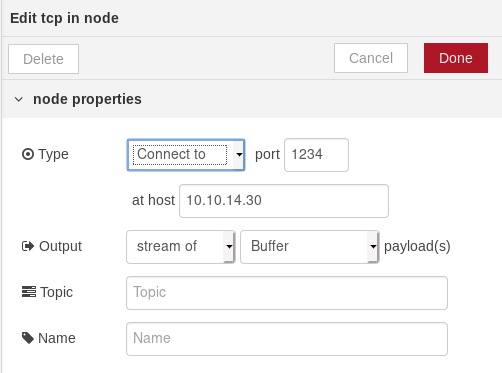 Edit tcp in node
Delete Cancel Done
node properties
Type Connect to port 1234
at host 10.10.14.30
Output stream of Buffer payload(s)
Topic Topic
Name Name